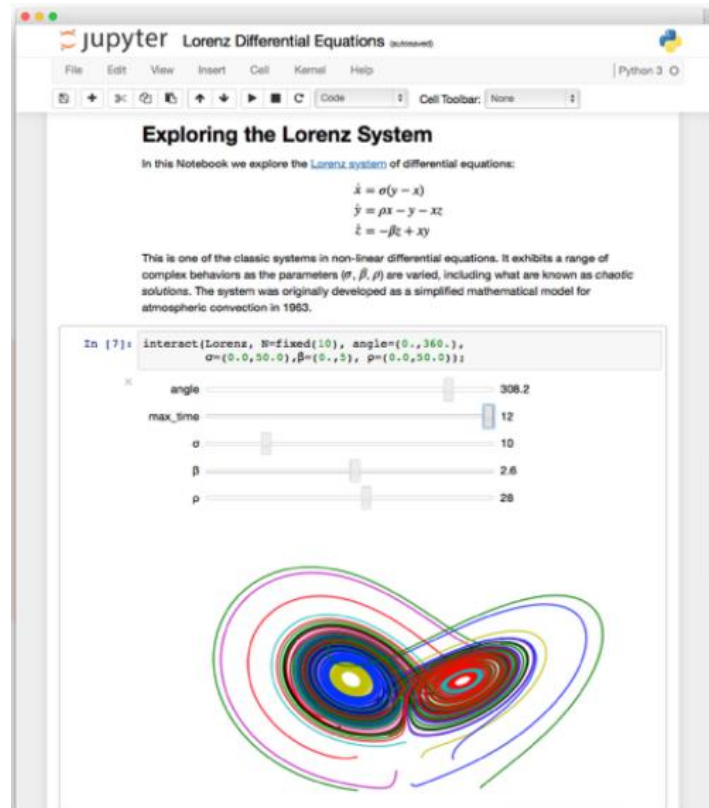 jupyter Lorenz Differential Equations (autosaved)
File Edit View Insert Cell Kernel Help Python 3
Code Cell Toolbar: None
Exploring the Lorenz System
In this Notebook we explore the Lorenz system of differential equations:
ẋ = σ(y − x)
ẏ = ρx − y − xz
ż = −βz + xy
This is one of the classic systems in non-linear differential equations. It exhibits a range of
complex behaviors as the parameters (σ, β, ρ) are varied, including what are known as chaotic
solutions. The system was originally developed as a simplified mathematical model for
atmospheric convection in 1963.
In [7]: interact(Lorenz, N=fixed(10), angle=(0.,360.),
σ=(0.0,50.0),β=(0.,5), ρ=(0.0,50.0));
angle 308.2
max_time 12
σ 10
β 2.6
ρ 28